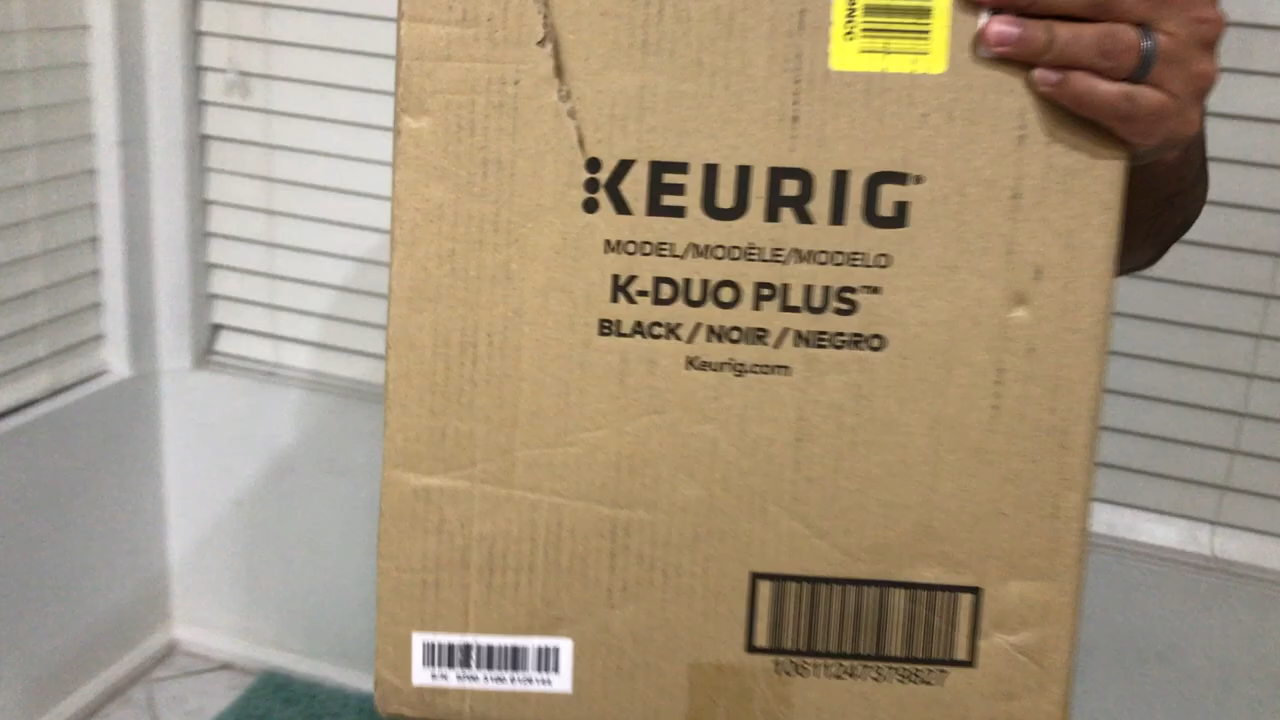 KEURIG®
MODEL/MODÈLE/MODELO
K-DUO PLUS™
BLACK / NOIR / NEGRO
Keurig.com